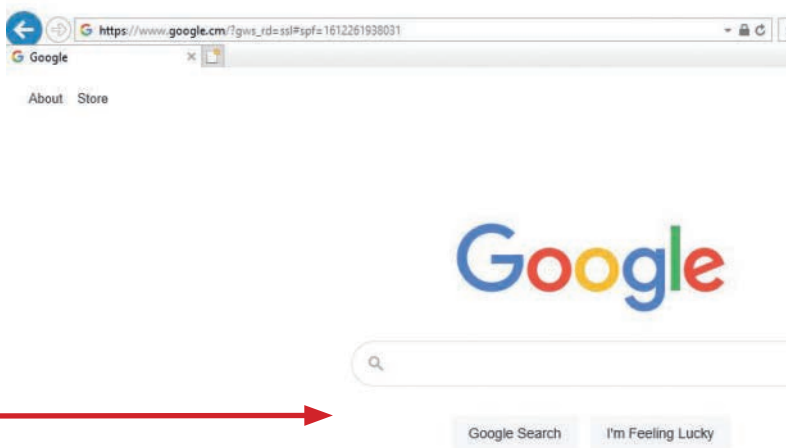 https://www.google.cm/?gws_rd=ssl#spf=1612261938031
Google
About Store
Google
Google Search I'm Feeling Lucky